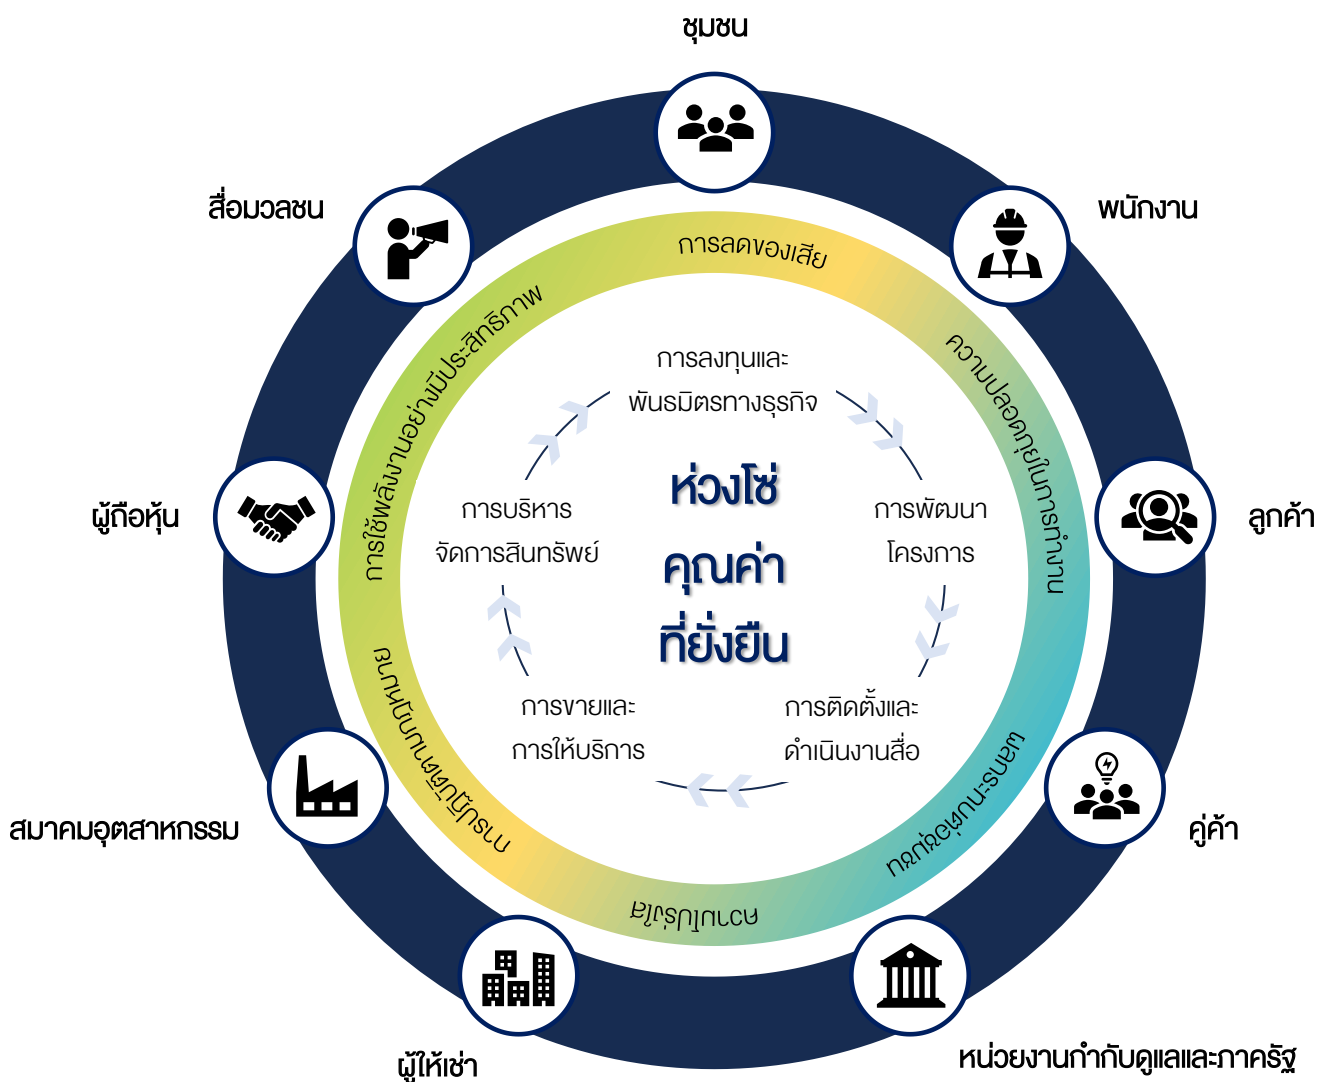 ชุมชน
สื่อมวลชน
พนักงาน
การลดของเสีย
การใช้พลังงานอย่างมีประสิทธิภาพ
ความปลอดภัยในการทำงาน
การลงทุนและ
พันธมิตรทางธุรกิจ
ห่วงโซ่
คุณค่า
ที่ยั่งยืน
การบริหาร
จัดการสินทรัพย์
การพัฒนา
โครงการ
ผู้ถือหุ้น
ลูกค้า
การขายและ
การให้บริการ
การติดตั้งและ
ดำเนินงานสื่อ
การปฏิบัติตามกฎหมาย
ผลกระทบต่อชุมชน
ความโปร่งใส
สมาคมอุตสาหกรรม
คู่ค้า
ผู้ให้เช่า
หน่วยงานกำกับดูแลและภาครัฐ